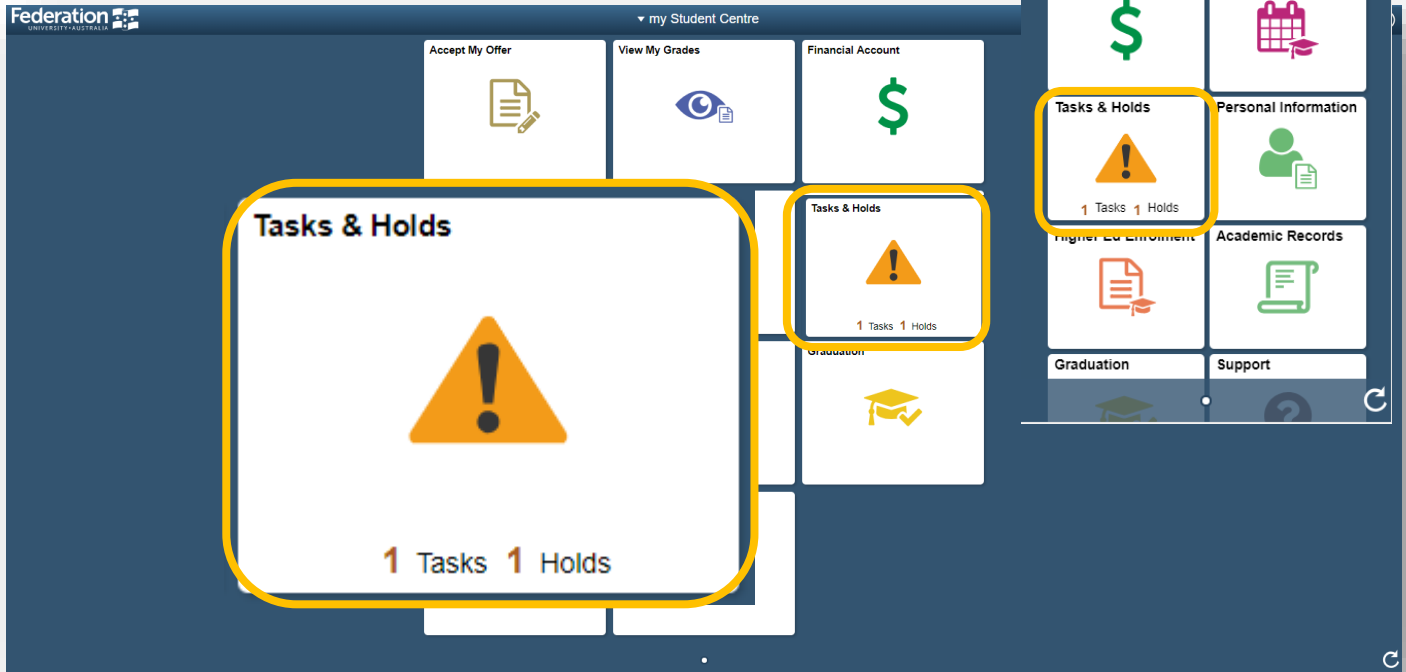 Federation
UNIVERSITY • AUSTRALIA
my Student Centre
Accept My Offer
View My Grades
Financial Account
Tasks & Holds
1 Tasks 1 Holds
Tasks & Holds
1 Tasks 1 Holds
Graduation
Tasks & Holds
1 Tasks 1 Holds
Personal Information
Higher Ed Enrolment
Academic Records
Graduation
Support